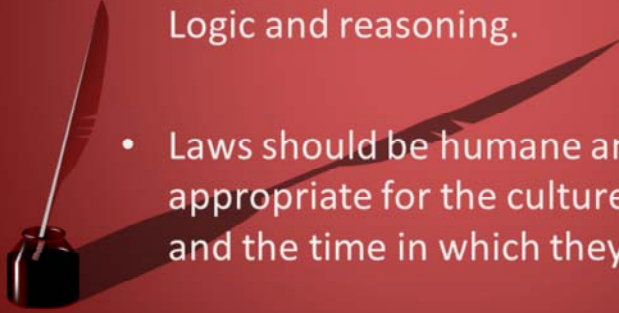 Logic and reasoning.
• Laws should be humane
appropriate for the culture
and the time in which they